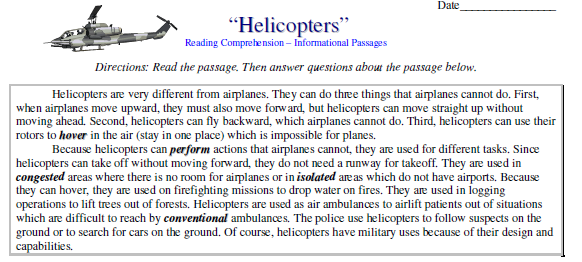 Date________________
“Helicopters”
Reading Comprehension – Informational Passages
Directions: Read the passage. Then answer questions about the passage below.
Helicopters are very different from airplanes. They can do three things that airplanes cannot do. First,
when airplanes move upward, they must also move forward, but helicopters can move straight up without
moving ahead. Second, helicopters can fly backward, which airplanes cannot do. Third, helicopters can use their
rotors to hover in the air (stay in one place) which is impossible for planes.
Because helicopters can perform actions that airplanes cannot, they are used for different tasks. Since
helicopters can take off without moving forward, they do not need a runway for takeoff. They are used in
congested areas where there is no room for airplanes or in isolated areas which do not have airports. Because
they can hover, they are used on firefighting missions to drop water on fires. They are used in logging
operations to lift trees out of forests. Helicopters are used as air ambulances to airlift patients out of situations
which are difficult to reach by conventional ambulances. The police use helicopters to follow suspects on the
ground or to search for cars on the ground. Of course, helicopters have military uses because of their design and
capabilities.